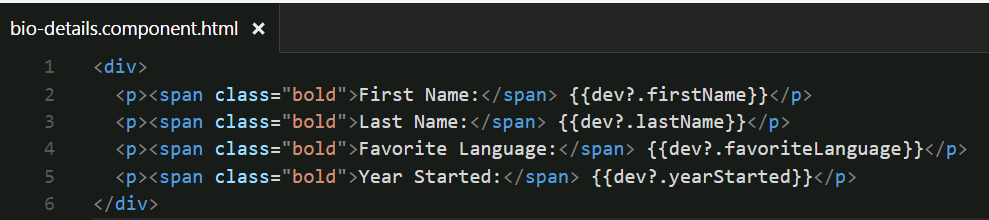 bio-details.component.html ×
1 <div>
2 <p><span class="bold">First Name:</span> {{dev?.firstName}}</p>
3 <p><span class="bold">Last Name:</span> {{dev?.lastName}}</p>
4 <p><span class="bold">Favorite Language:</span> {{dev?.favoriteLanguage}}</p>
5 <p><span class="bold">Year Started:</span> {{dev?.yearStarted}}</p>
6 </div>